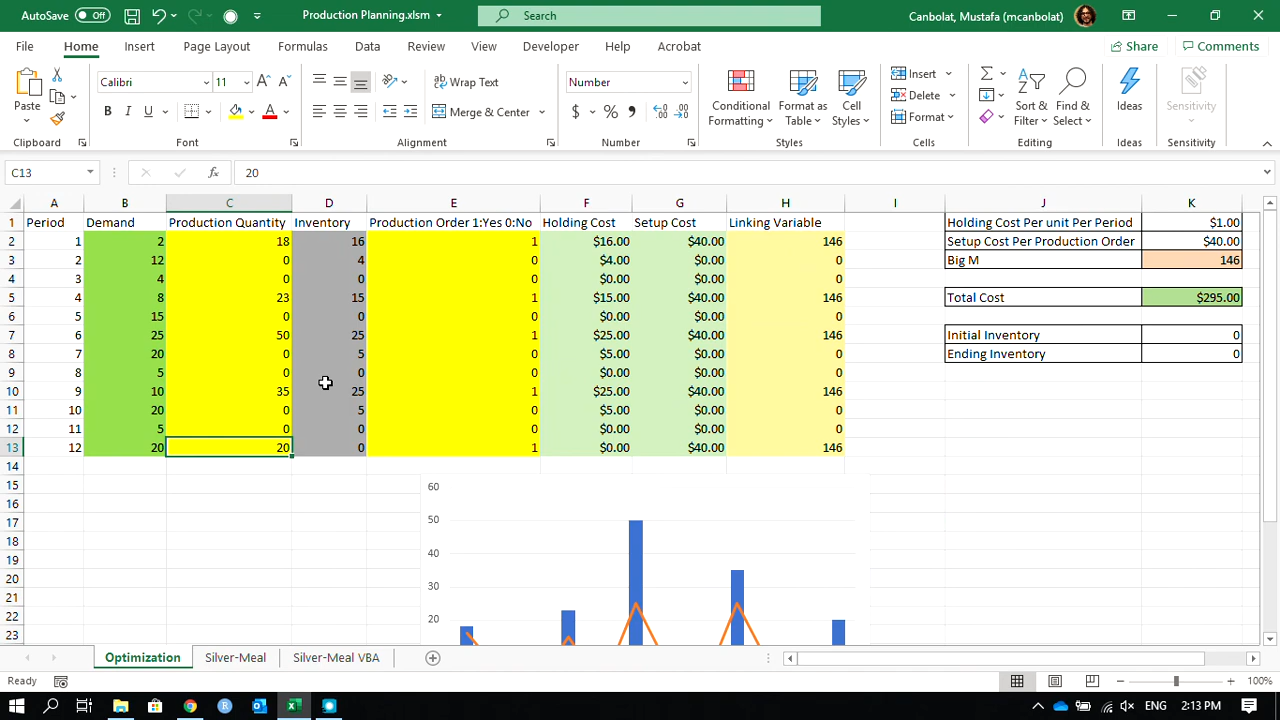 AutoSave Off Production Planning.xlsm Search Canbolat, Mustafa (mcanbolat)
File Home Insert Page Layout Formulas Data Review View Developer Help Acrobat Share Comments
Paste Calibri 11 Wrap Text Number Conditional Formatting Format as Table Cell Styles Insert Sort & Filter Find & Select Ideas Sensitivity
B I U Merge & Center $ % Delete
Format
Clipboard Font Alignment Number Styles Cells Editing Ideas Sensitivity
C13 fx 20
A B C D E F G H I J K
1 Period Demand Production Quantity Inventory Production Order 1:Yes 0:No Holding Cost Setup Cost Linking Variable Holding Cost Per unit Per Period $1.00
2 1 2 18 16 1 $16.00 $40.00 146 Setup Cost Per Production Order $40.00
3 2 12 0 4 0 $4.00 $0.00 0 Big M 146
4 3 4 0 0 0 $0.00 $0.00 0
5 4 8 23 15 1 $15.00 $40.00 146 Total Cost $295.00
6 5 15 0 0 0 $0.00 $0.00 0
7 6 25 50 25 1 $25.00 $40.00 146 Initial Inventory 0
8 7 20 0 5 0 $5.00 $0.00 0 Ending Inventory 0
9 8 5 0 0 0 $0.00 $0.00 0
10 9 10 35 25 1 $25.00 $40.00 146
11 10 20 0 5 0 $5.00 $0.00 0
12 11 5 0 0 0 $0.00 $0.00 0
13 12 20 20 0 1 $0.00 $40.00 146
14
15 60
16
17 50
18
19 40
20
21 30
22 20
23
Optimization Silver-Meal Silver-Meal VBA
Ready 100%
ENG 2:13 PM